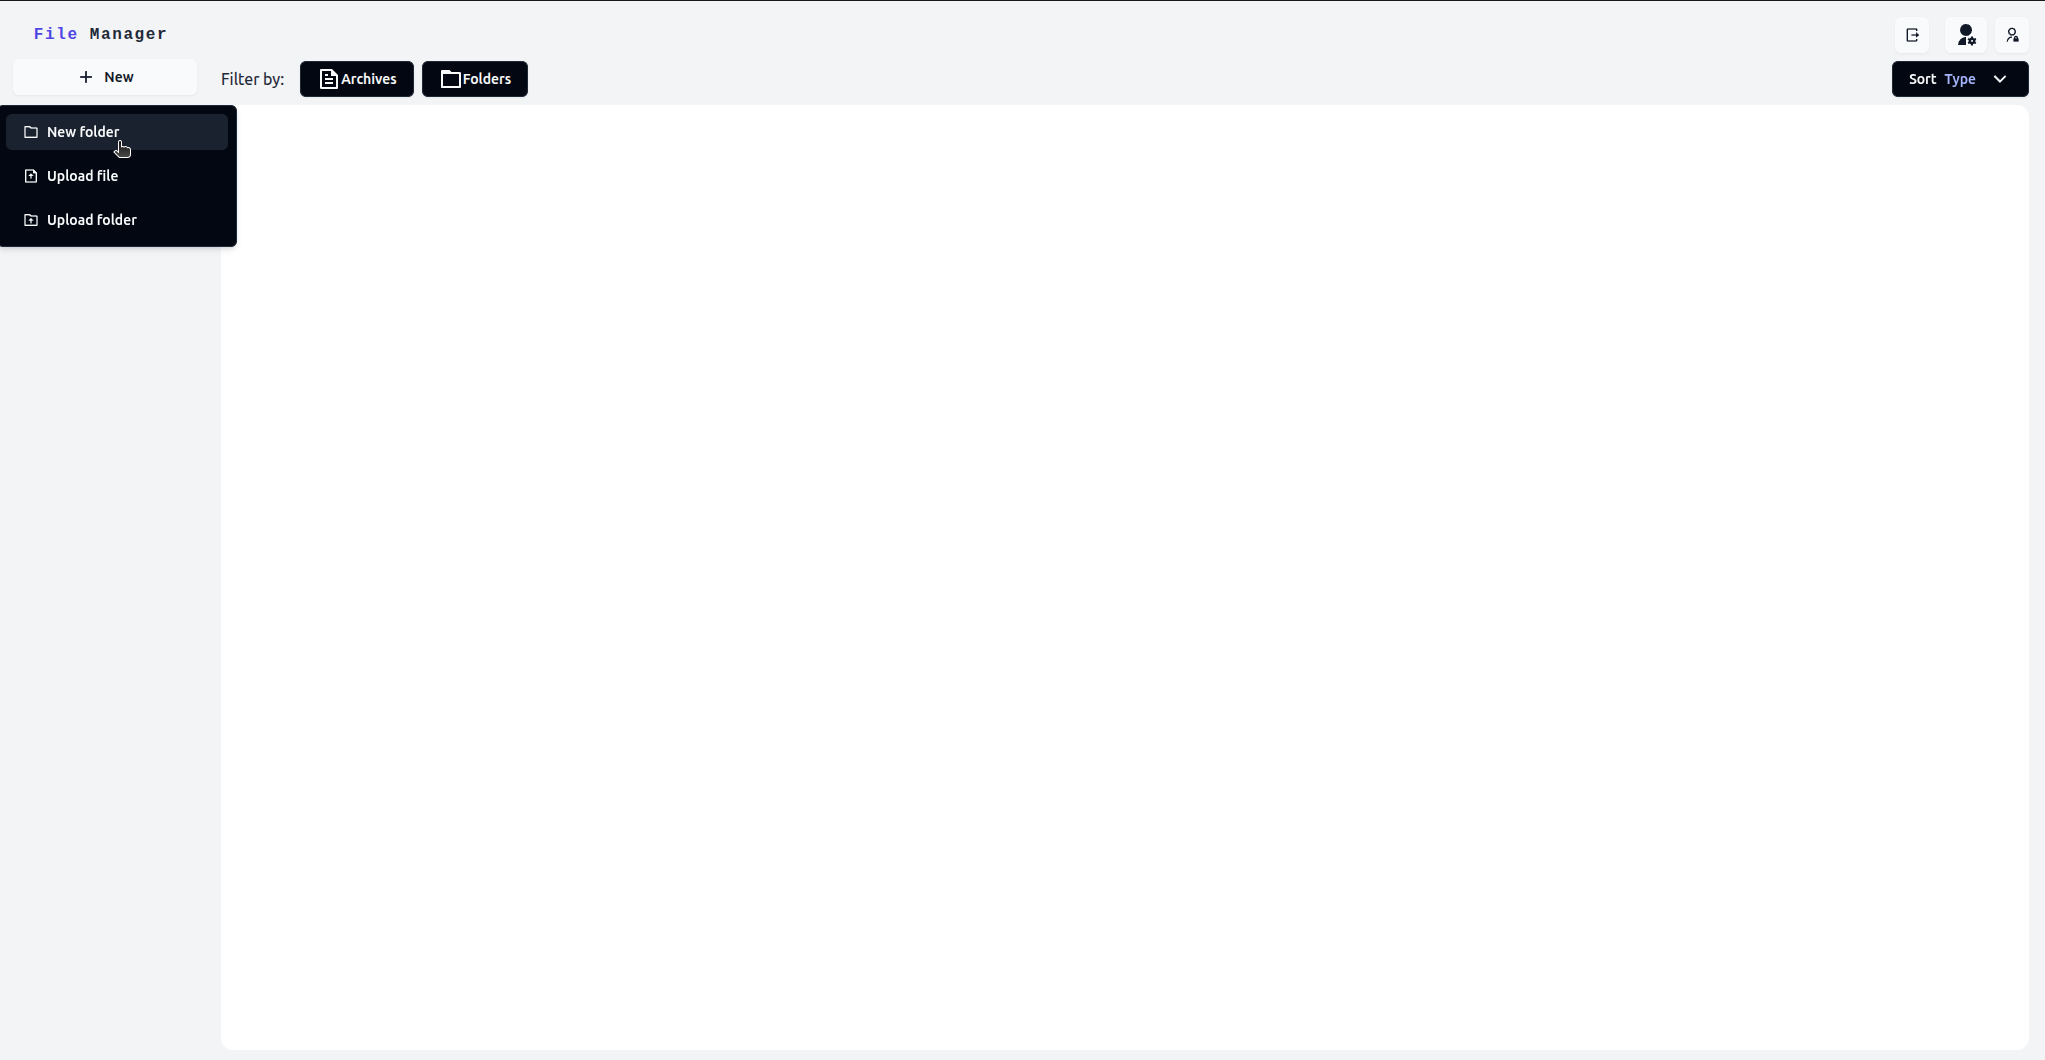 File Manager
New
Filter by: Archives Folders
Sort Type
New folder
Upload file
Upload folder